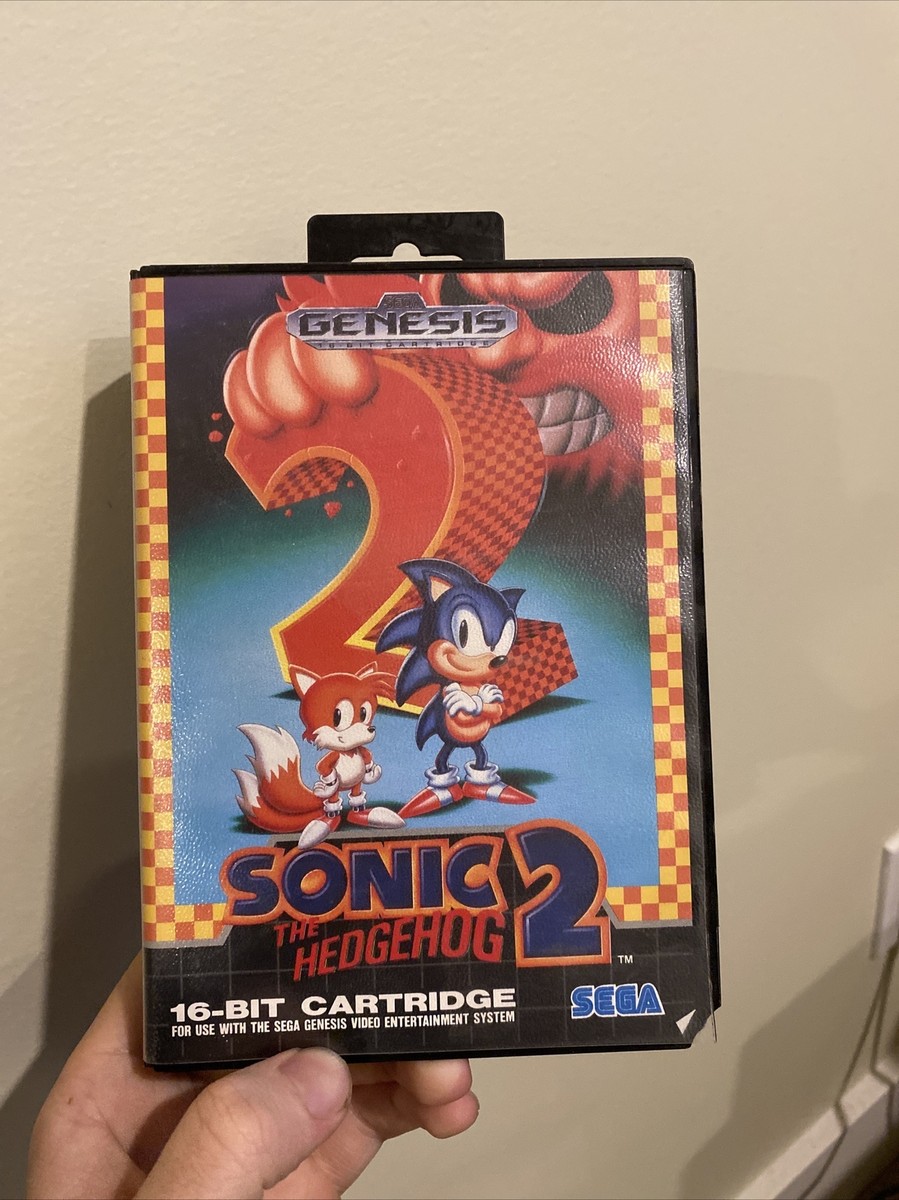 SEGA
GENESIS
16-BIT CARTRIDGE
2
SONIC 2
THE
HEDGEHOG
TM
16-BIT CARTRIDGE
FOR USE WITH THE SEGA GENESIS VIDEO ENTERTAINMENT SYSTEM
SEGA